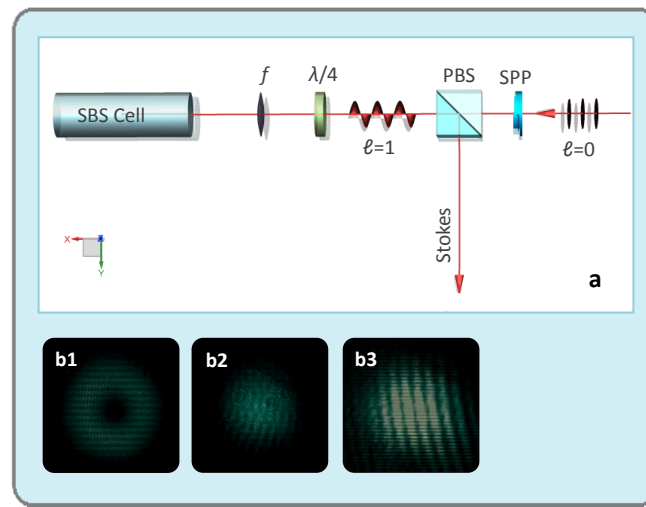 f
λ/4
PBS
SPP
SBS Cell
ℓ=1
ℓ=0
Stokes
X
Y
a
b1
b2
b3